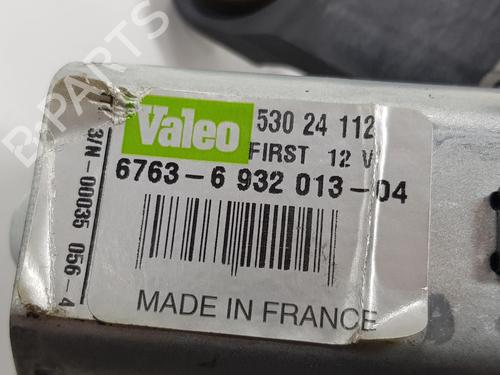 Valeo
530 24 112
FIRST 12 V
6763-6 932 013-04
MADE IN FRANCE
3/N-00035 056-4
B-PARTS